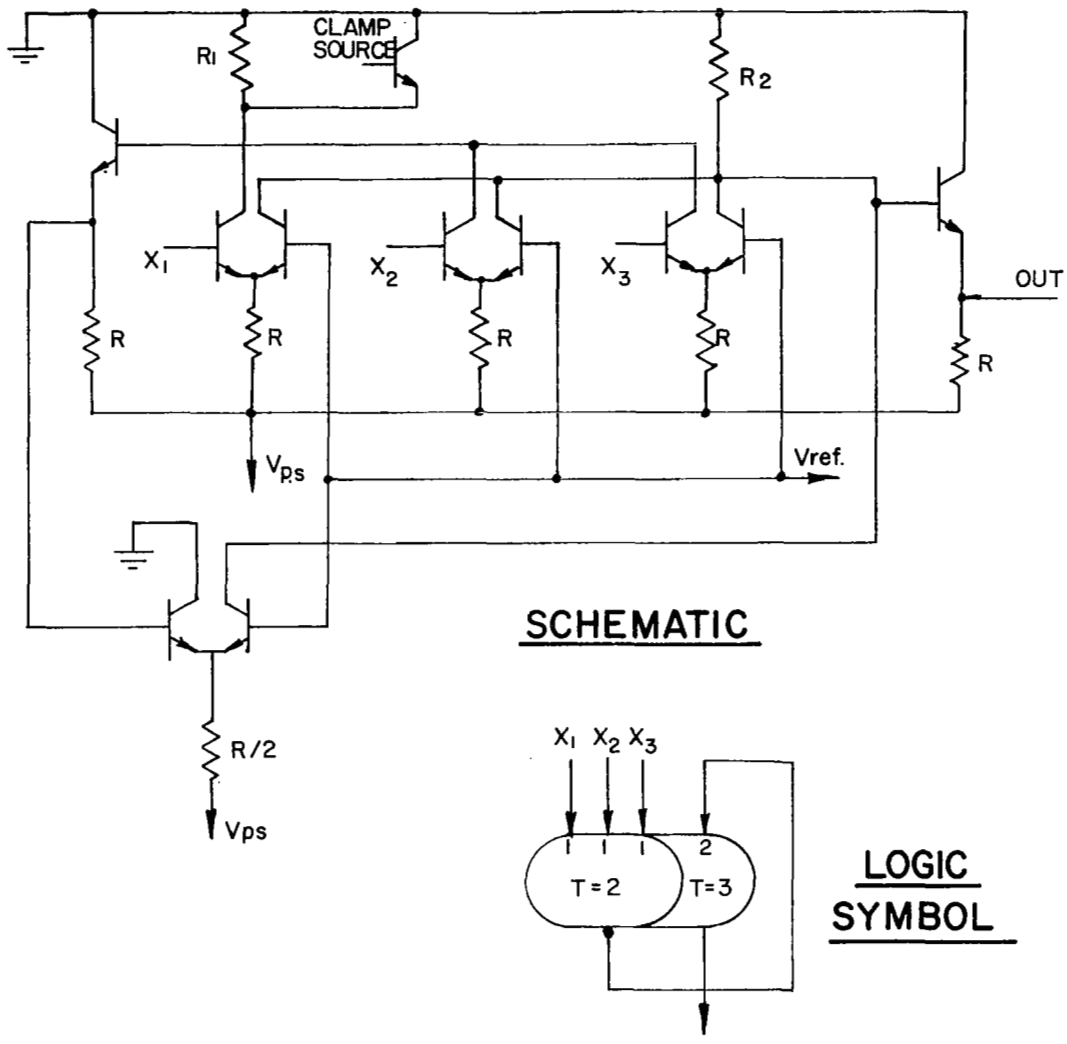 CLAMP
SOURCE
R1
R2
X1
X2
X3
OUT
R
R
R
R
R
Vp.s
Vref.
SCHEMATIC
R/2
Vps
X1 X2 X3
1 1 1 2
T=2 T=3
LOGIC
SYMBOL